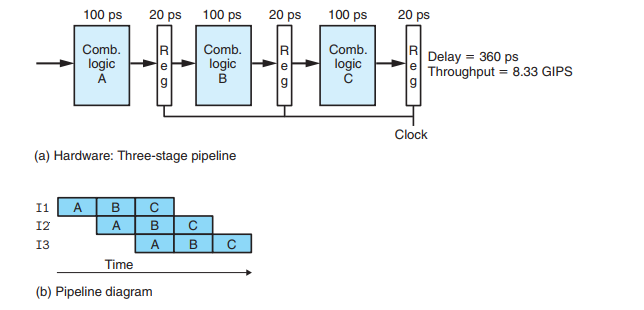 100 ps 20 ps 100 ps 20 ps 100 ps 20 ps
Comb.
logic
A
R
e
g
Comb.
logic
B
R
e
g
Comb.
logic
C
R
e
g
Delay = 360 ps
Throughput = 8.33 GIPS
Clock
(a) Hardware: Three-stage pipeline
I1 A B C
I2 A B C
I3 A B C
Time
(b) Pipeline diagram